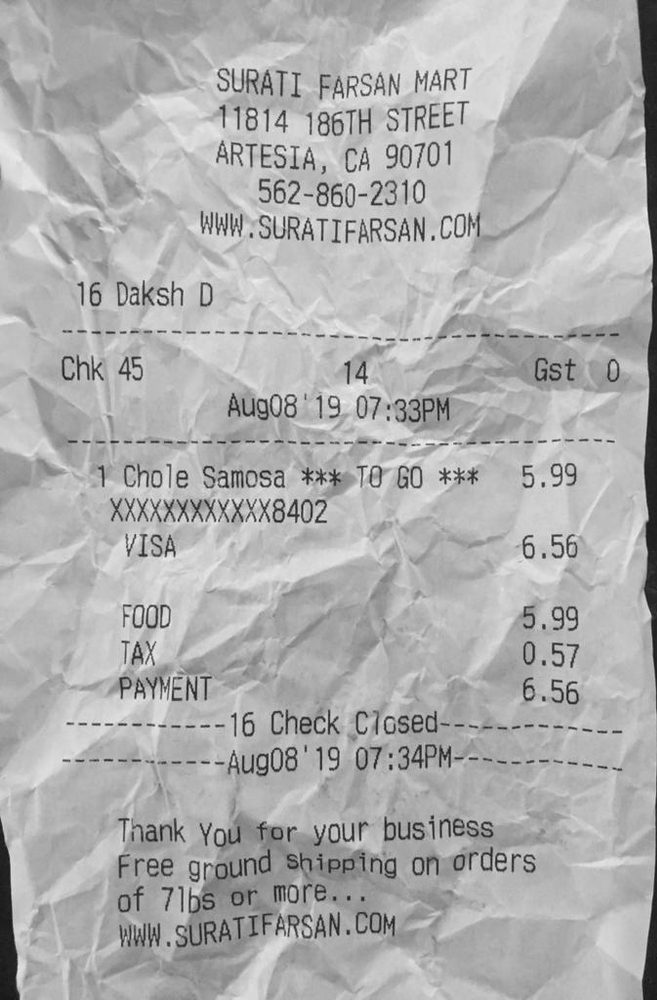 SURATI FARSAN MART
11814 186TH STREET
ARTESIA, CA 90701
562-860-2310
WWW.SURATIFARSAN.COM
16 Daksh D
Chk 45 14 Gst 0
Aug08'19 07:33PM
1 Chole Samosa *** TO GO *** 5.99
XXXXXXXXXXXX8402
VISA 6.56
FOOD 5.99
TAX 0.57
PAYMENT 6.56
------------16 Check Closed------------
------------Aug08'19 07:34PM------------
Thank You for your business
Free ground shipping on orders
of 7lbs or more...
WWW.SURATIFARSAN.COM